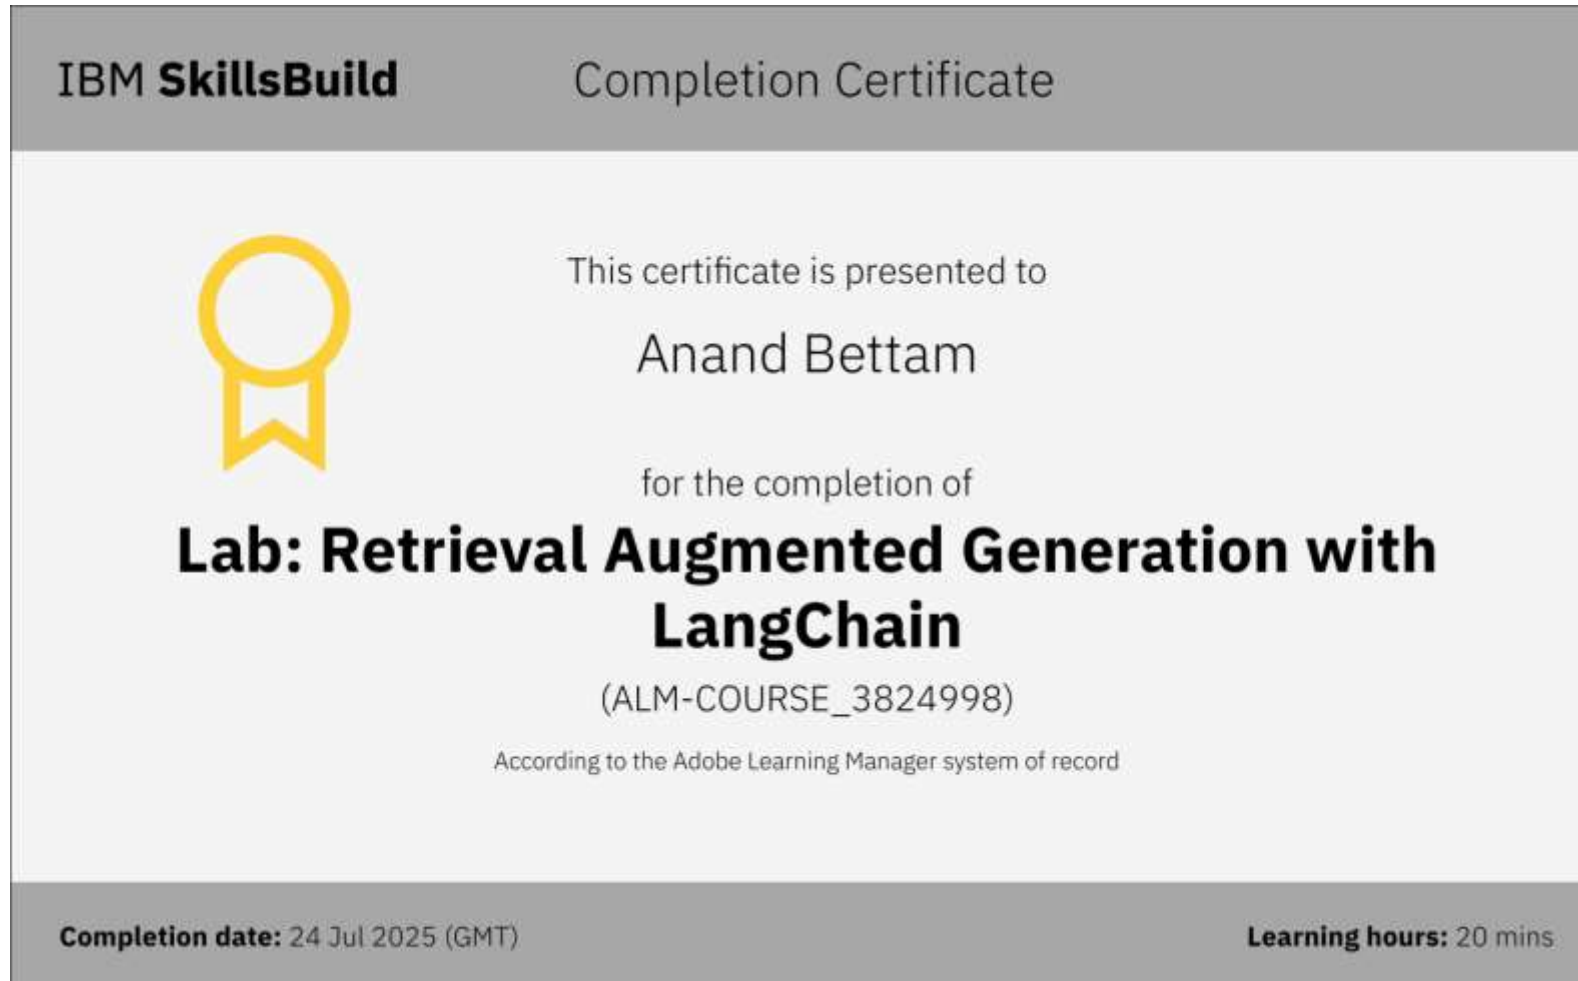 IBM SkillsBuild
Completion Certificate
This certificate is presented to
Anand Bettam
for the completion of
Lab: Retrieval Augmented Generation with
LangChain
(ALM-COURSE_3824998)
According to the Adobe Learning Manager system of record
Completion date: 24 Jul 2025 (GMT)
Learning hours: 20 mins